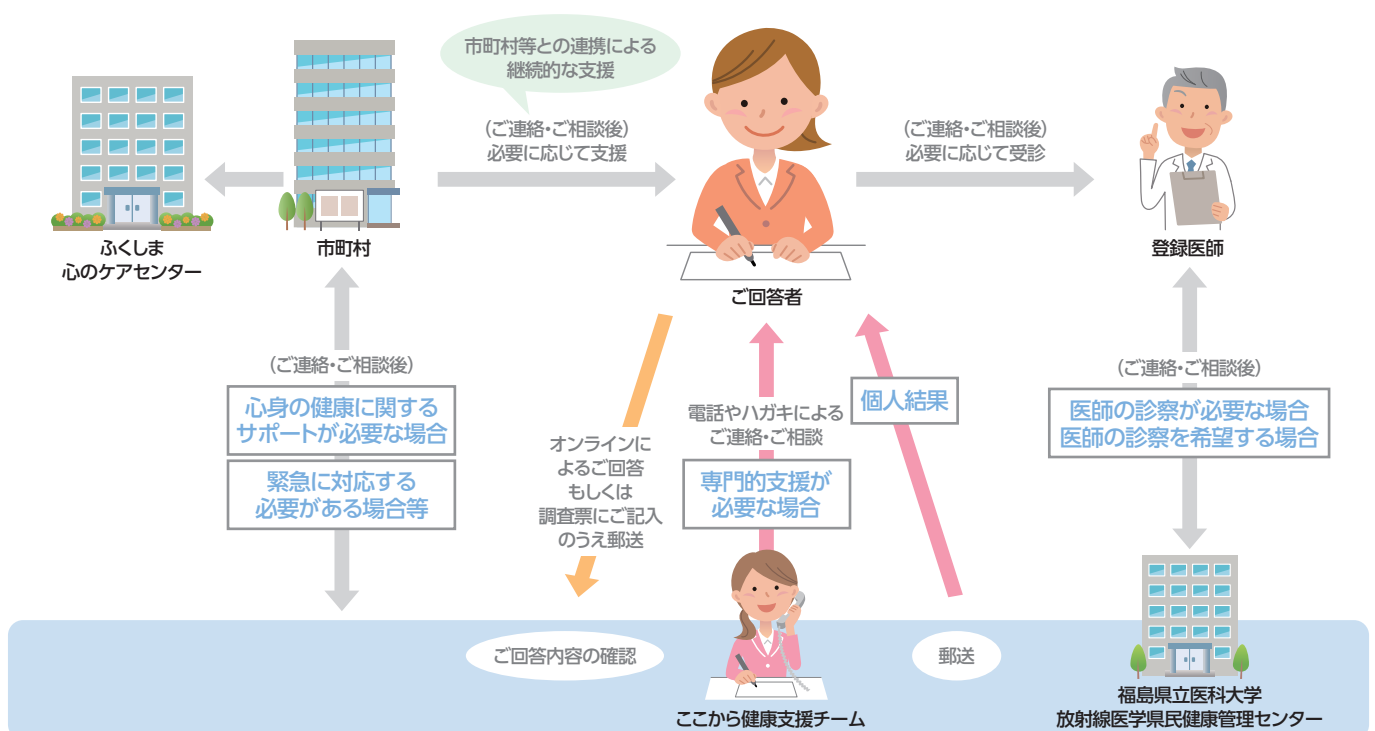 市町村等との連携による
継続的な支援
(ご連絡・ご相談後)
必要に応じて支援
(ご連絡・ご相談後)
必要に応じて受診
ふくしま
心のケアセンター
市町村
ご回答者
登録医師
(ご連絡・ご相談後)
心身の健康に関する
サポートが必要な場合
緊急に対応する
必要がある場合等
オンラインに
よるご回答
もしくは
調査票にご記入
のうえ郵送
電話やハガキによる
ご連絡・ご相談
専門的支援が
必要な場合
個人結果
(ご連絡・ご相談後)
医師の診察が必要な場合
医師の診察を希望する場合
ご回答内容の確認
郵送
ここから健康支援チーム
福島県立医科大学
放射線医学県民健康管理センター